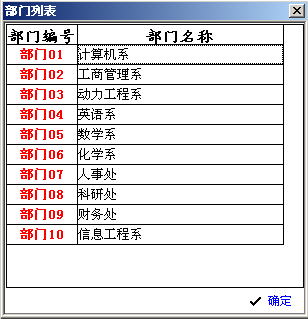 部门列表
部门编号 部门名称
部门01 计算机系
部门02 工商管理系
部门03 动力工程系
部门04 英语系
部门05 数学系
部门06 化学系
部门07 人事处
部门08 科研处
部门09 财务处
部门10 信息工程系
确定